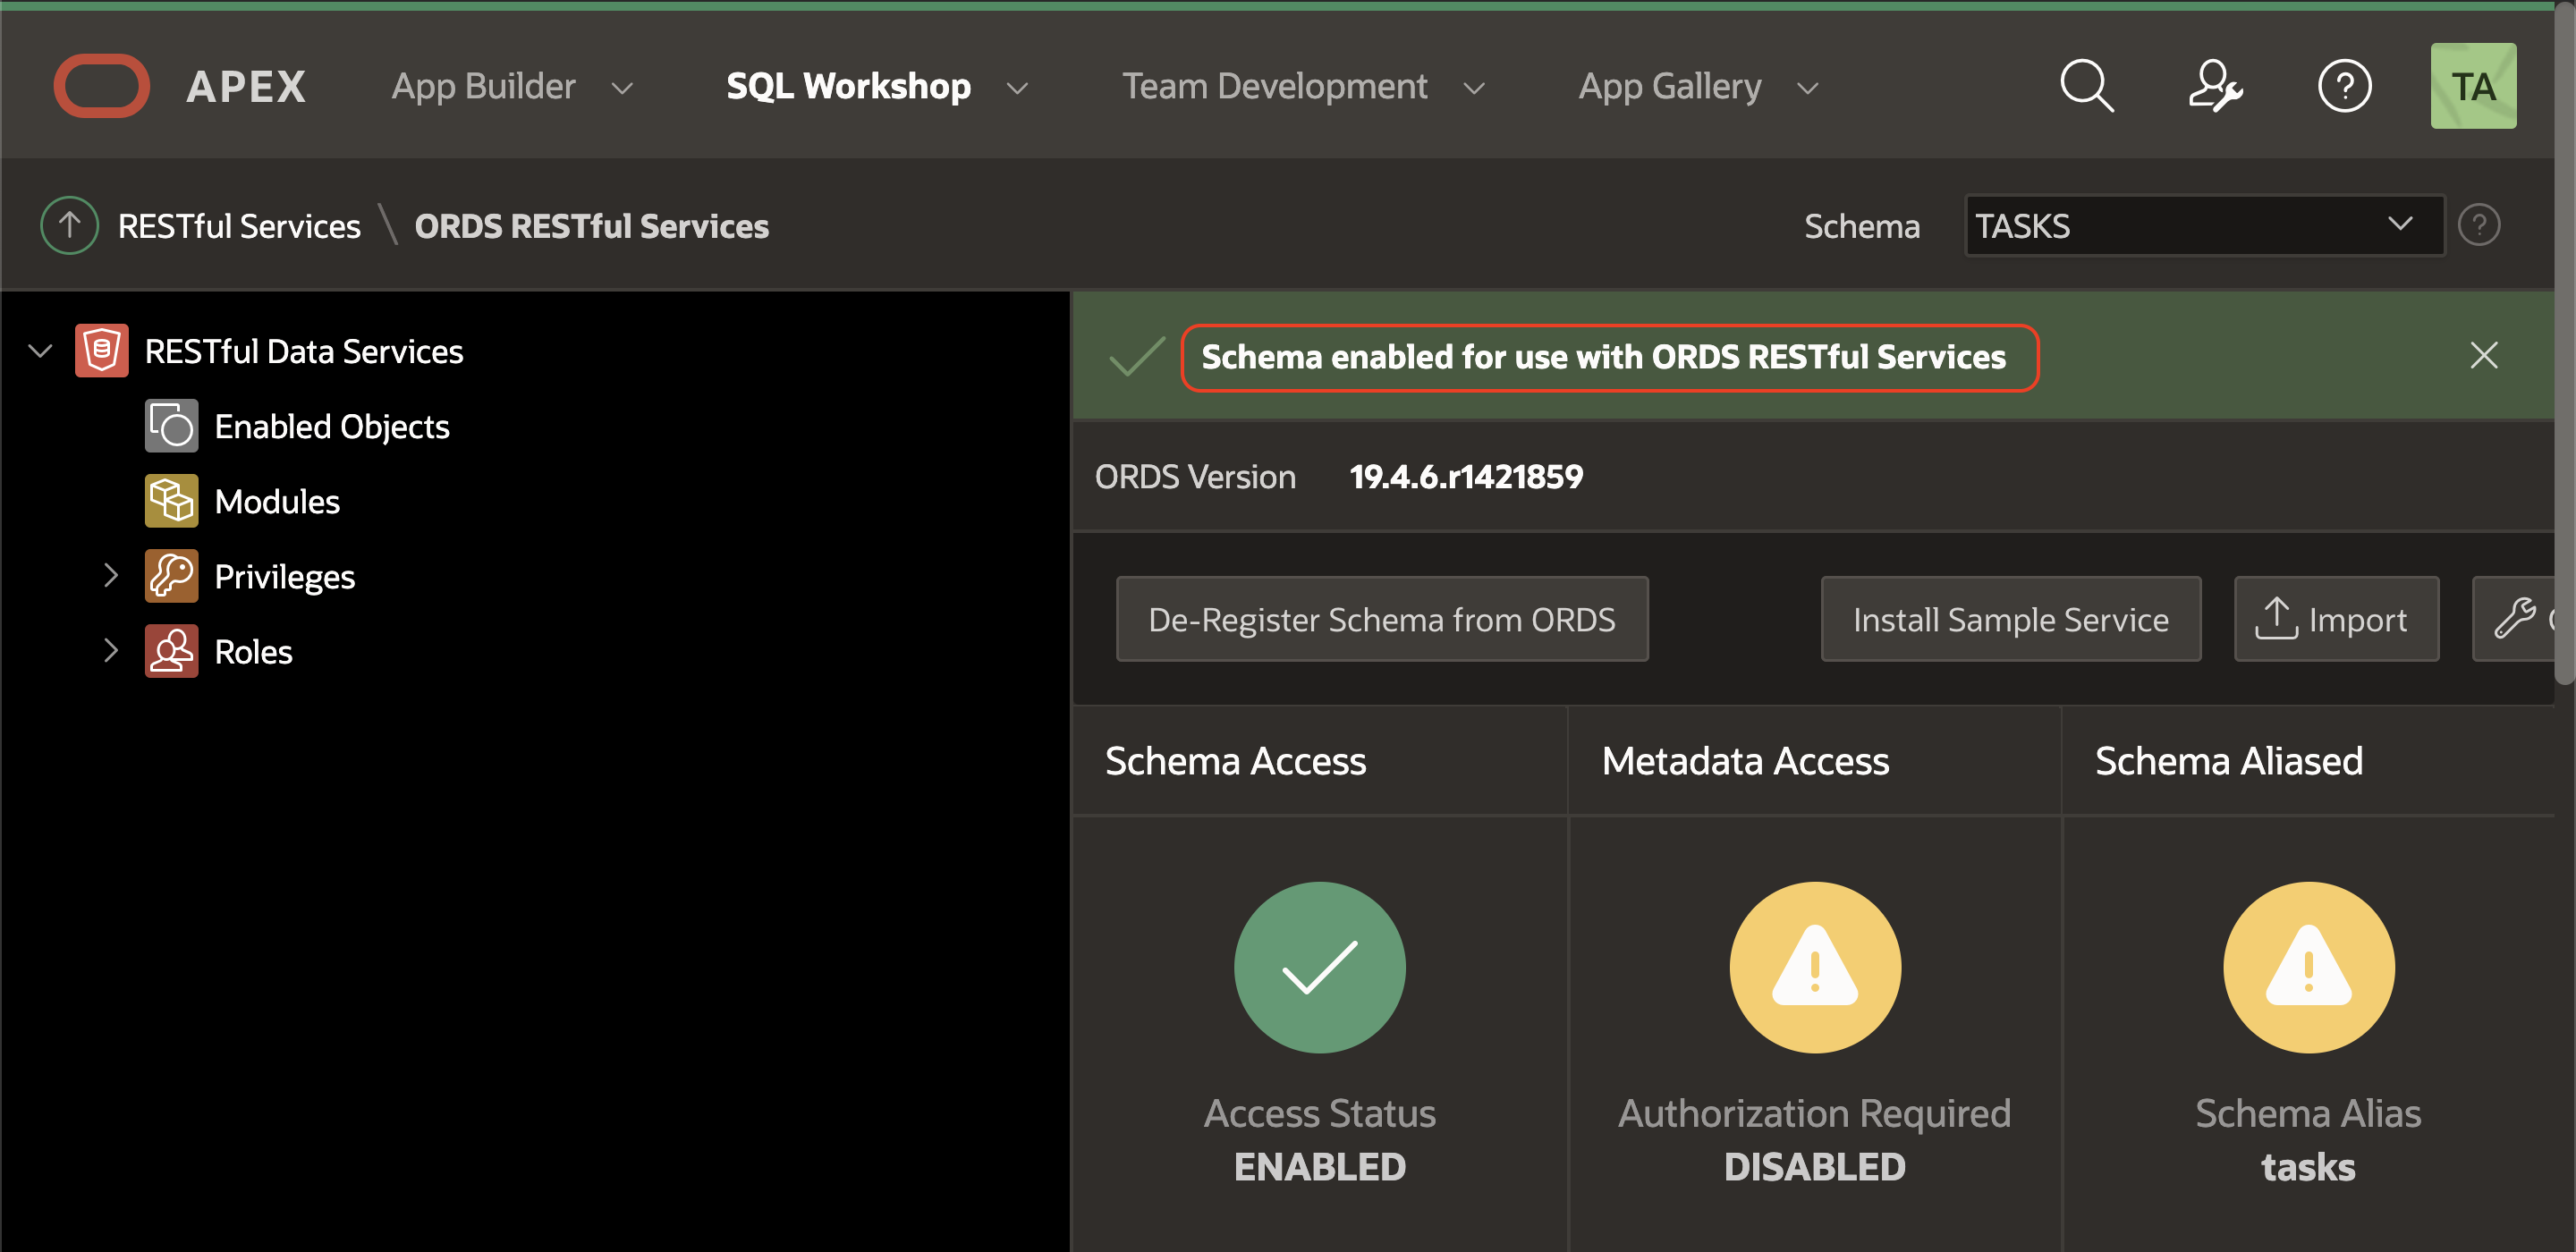 APEX App Builder SQL Workshop Team Development App Gallery ? TA
RESTful Services \ ORDS RESTful Services Schema TASKS ?
RESTful Data Services
Enabled Objects
Modules
Privileges
Roles
Schema enabled for use with ORDS RESTful Services
ORDS Version 19.4.6.r1421859
De-Register Schema from ORDS Install Sample Service Import
Schema Access Metadata Access Schema Aliased
Access Status Authorization Required Schema Alias
ENABLED DISABLED tasks